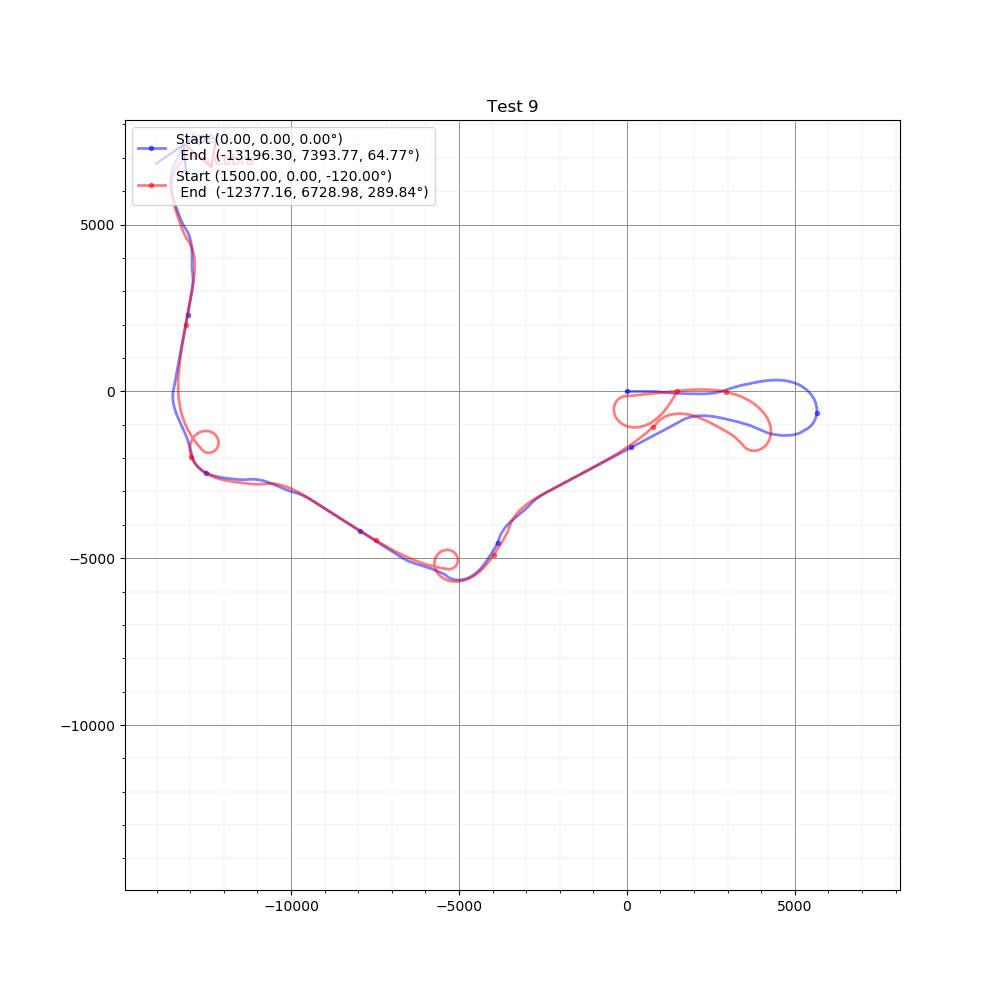 Test 9
Start (0.00, 0.00, 0.00°)
End (-13196.30, 7393.77, 64.77°)
Start (1500.00, 0.00, -120.00°)
End (-12377.16, 6728.98, 289.84°)
5000
0
−5000
−10000
−10000
−5000
0
5000